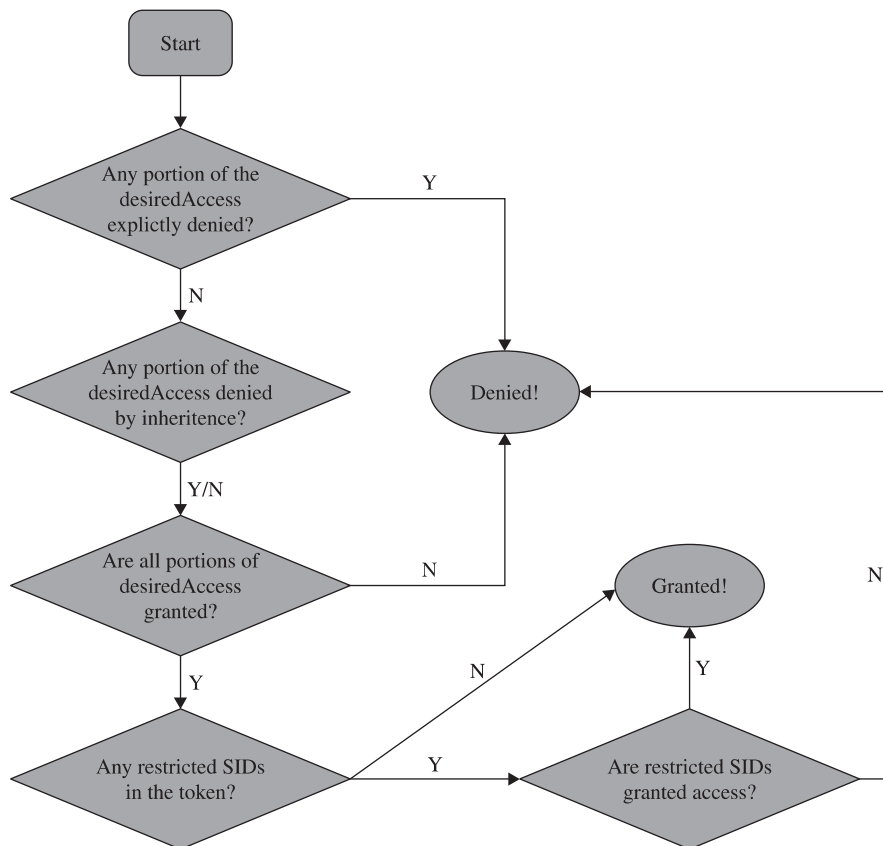 Start
Any portion of the
desiredAccess
explictly denied?
Y
N
Any portion of the
desiredAccess denied
by inheritence?
Denied!
Y/N
Are all portions of
desiredAccess
granted?
N
Granted!
N
Y
N
Y
Any restricted SIDs
in the token?
Y
Are restricted SIDs
granted access?